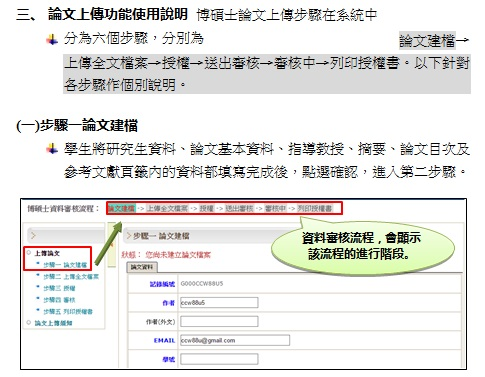 三、 論文上傳功能使用說明 博碩士論文上傳步驟在系統中
分為六個步驟，分別為 論文建檔→
上傳全文檔案→授權→送出審核→審核中→列印授權書。以下針對
各步驟作個別說明。
(一)步驟一論文建檔
學生將研究生資料、論文基本資料、指導教授、摘要、論文目次及
參考文獻頁籤內的資料都填寫完成後，點選確認，進入第二步驟。
博碩士資料審核流程： 論文建檔 -> 上傳全文檔案 -> 授權 -> 送出審核 -> 審核中 -> 列印授權書
資料審核流程，會顯示
該流程的進行階段。
上傳論文
步驟一 論文建檔
步驟二 上傳全文檔案
步驟三 授權
步驟四 審核
步驟五 列印授權書
論文上傳須知
步驟一 論文建檔
狀態： 您尚未建立論文檔案
論文資料
記錄編號 G000CCW88U5
作者 ccw88u5
作者(外文)
EMAIL ccw88u@gmail.com
學號